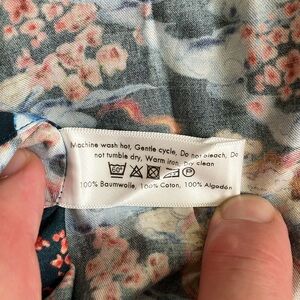 Machine wash hot, Gentle cycle, Do not bleach, Do
not tumble dry, Warm iron, Dry clean
100% Baumwolle, 100% Coton, 100% Algodón